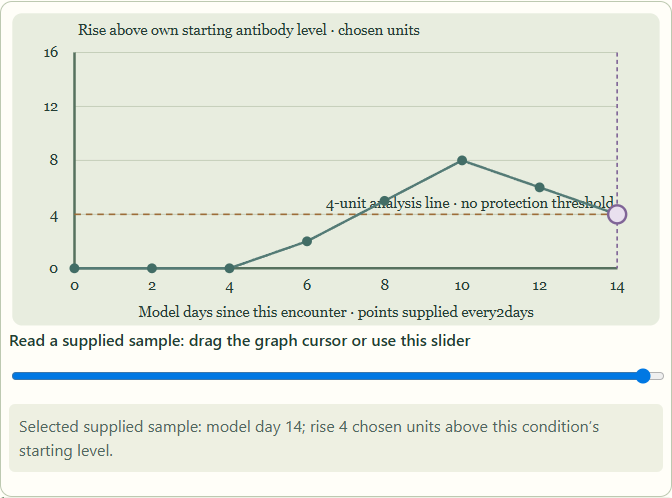 Rise above own starting antibody level · chosen units
16
12
8
4-unit analysis line · no protection threshold
4
0
0 2 4 6 8 10 12 14
Model days since this encounter · points supplied every2days
Read a supplied sample: drag the graph cursor or use this slider
Selected supplied sample: model day 14; rise 4 chosen units above this condition's
starting level.